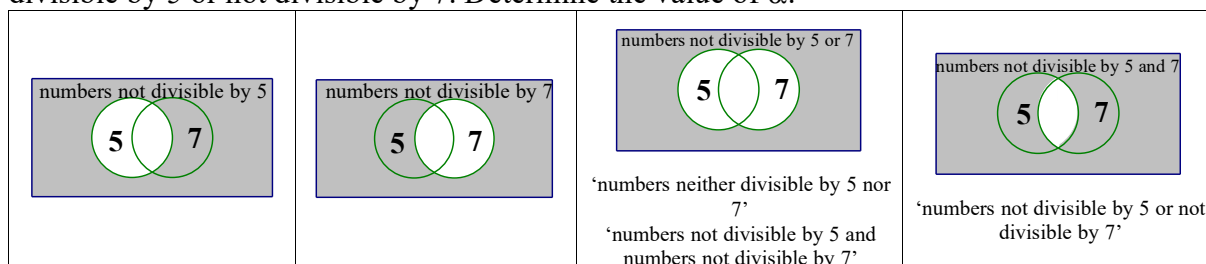 divisible by 5 or not divisible by 7. Determine the value of α.
numbers not divisible by 5
5 7
numbers not divisible by 7
5 7
numbers not divisible by 5 or 7
5 7
‘numbers neither divisible by 5 nor
7’
‘numbers not divisible by 5 and
numbers not divisible by 7’
numbers not divisible by 5 and 7
5 7
‘numbers not divisible by 5 or not
divisible by 7’